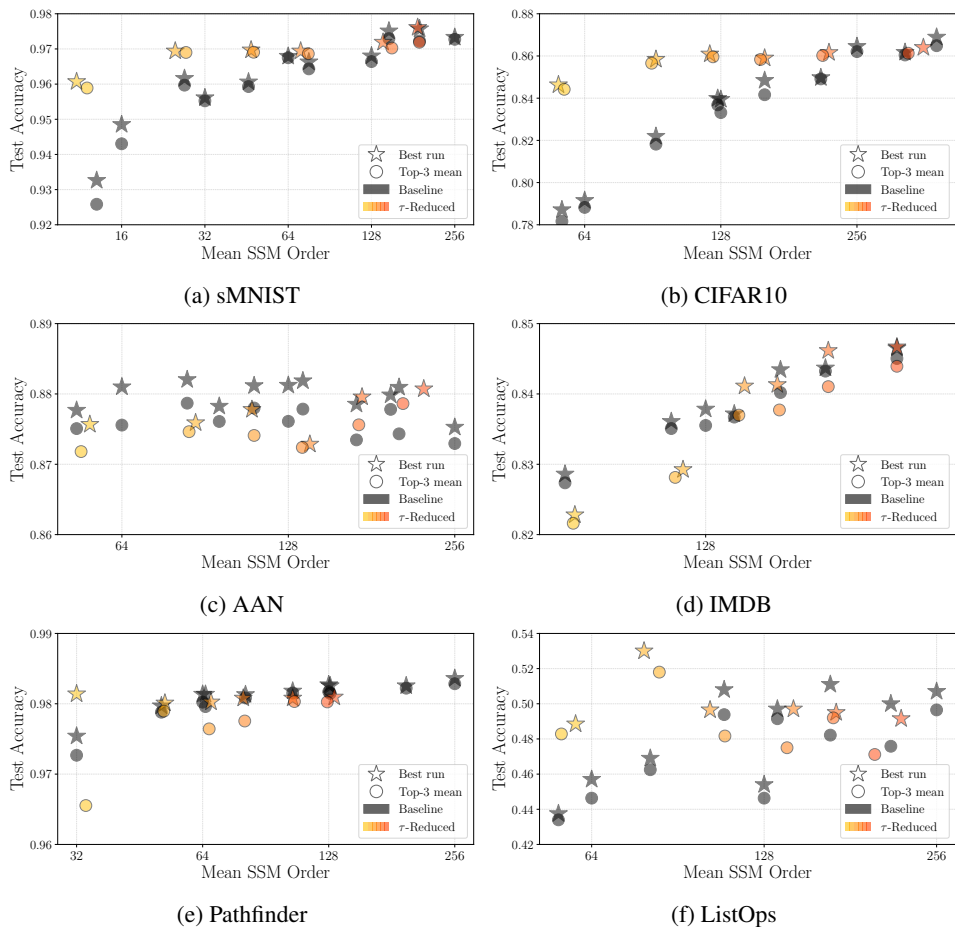 0.98
0.97
0.96
0.95
0.94
0.93
0.92
Test Accuracy
16 32 64 128 256
Mean SSM Order
Best run
Top-3 mean
Baseline
τ-Reduced
(a) sMNIST
0.88
0.86
0.84
0.82
0.80
0.78
Test Accuracy
64 128 256
Mean SSM Order
Best run
Top-3 mean
Baseline
τ-Reduced
(b) CIFAR10
0.89
0.88
0.87
0.86
Test Accuracy
64 128 256
Mean SSM Order
Best run
Top-3 mean
Baseline
τ-Reduced
(c) AAN
0.85
0.84
0.83
0.82
Test Accuracy
128
Mean SSM Order
Best run
Top-3 mean
Baseline
τ-Reduced
(d) IMDB
0.99
0.98
0.97
0.96
Test Accuracy
32 64 128 256
Mean SSM Order
Best run
Top-3 mean
Baseline
τ-Reduced
(e) Pathfinder
0.54
0.52
0.50
0.48
0.46
0.44
0.42
Test Accuracy
64 128 256
Mean SSM Order
Best run
Top-3 mean
Baseline
τ-Reduced
(f) ListOps